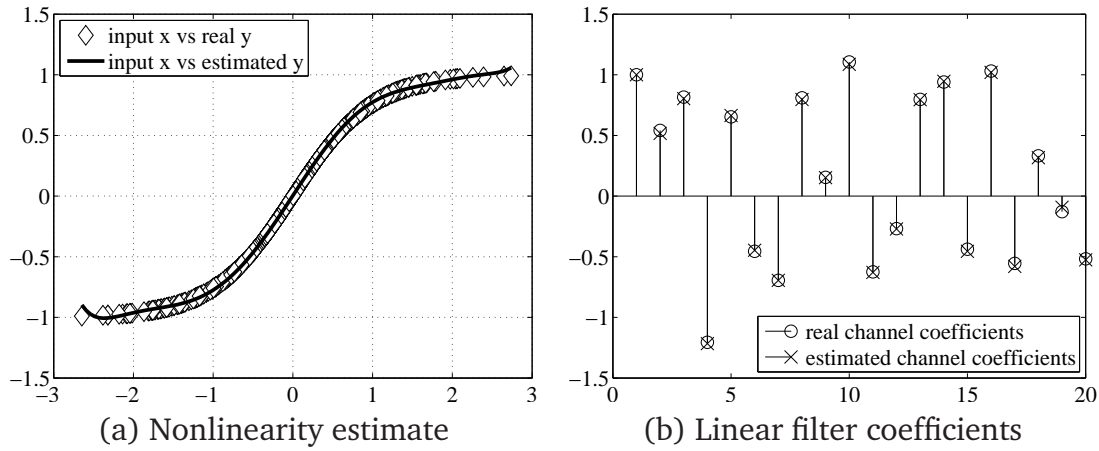 1.5
1
0.5
0
−0.5
−1
−1.5
−3 −2 −1 0 1 2 3
input x vs real y
input x vs estimated y
(a) Nonlinearity estimate
1.5
1
0.5
0
−0.5
−1
−1.5
0 5 10 15 20
real channel coefficients
estimated channel coefficients
(b) Linear filter coefficients